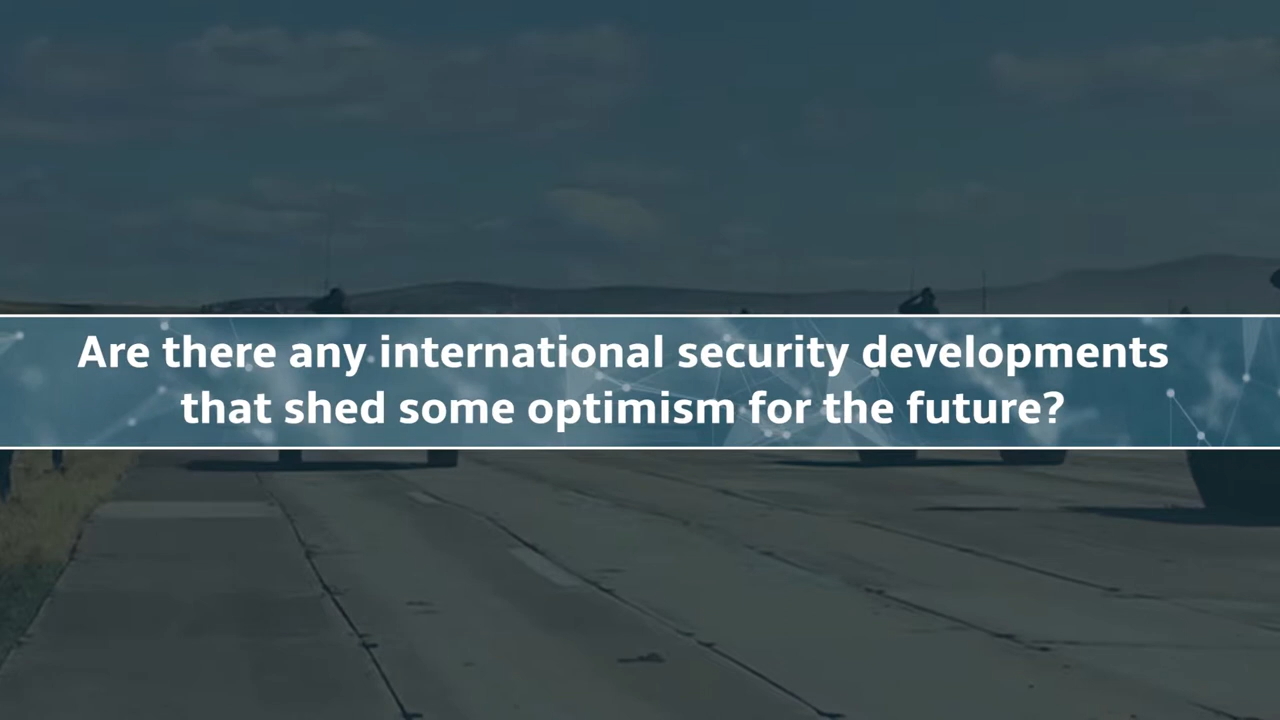 Are there any international security developments
that shed some optimism for the future?